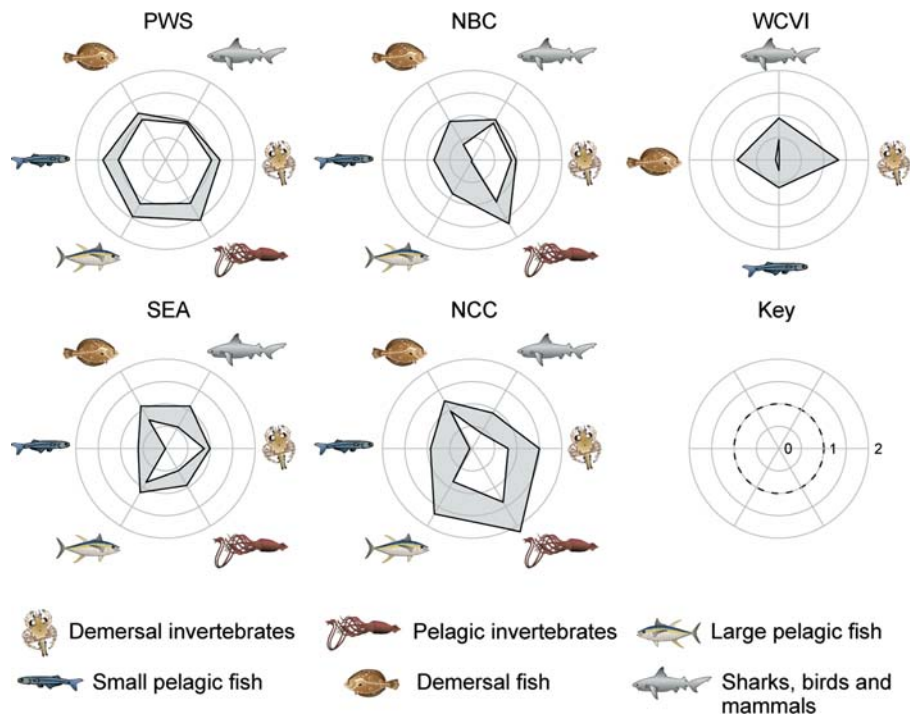 PWS
NBC
WCVI
SEA
NCC
Key
0
1
2
Demersal invertebrates
Pelagic invertebrates
Large pelagic fish
Small pelagic fish
Demersal fish
Sharks, birds and
mammals